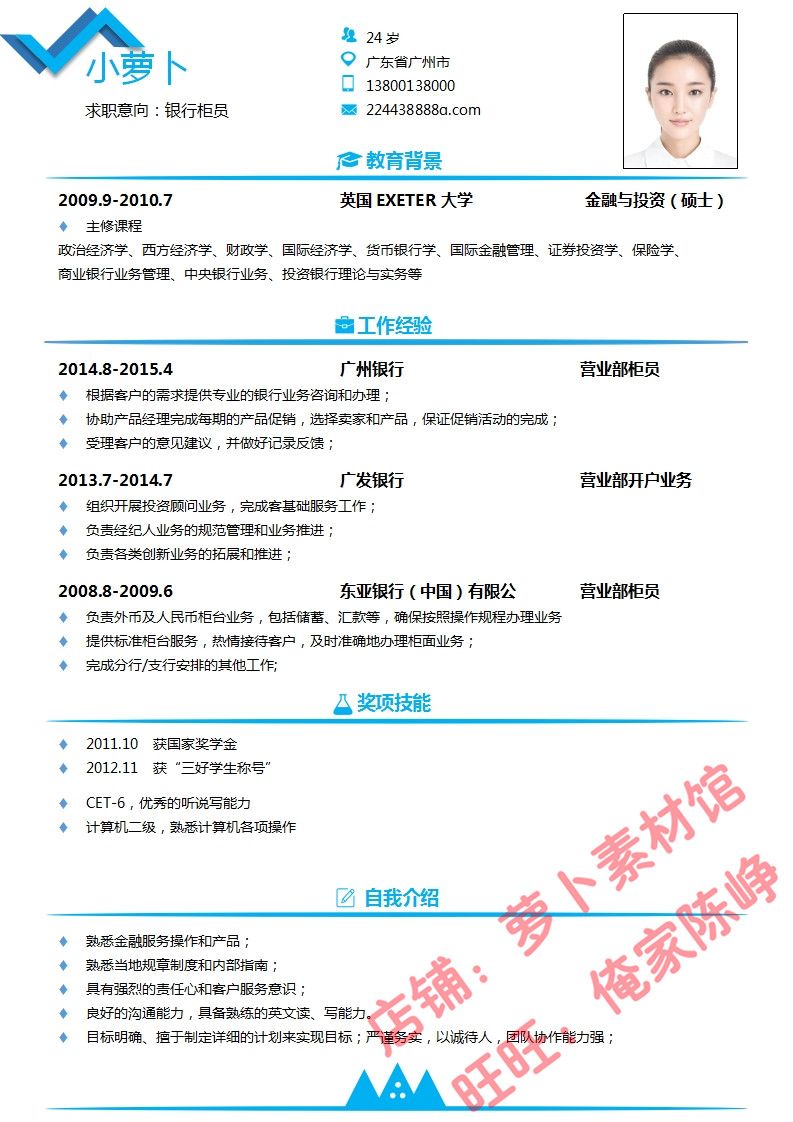 小萝卜
求职意向：银行柜员
24 岁
广东省广州市
13800138000
224438888a.com
教育背景
2009.9-2010.7 英国 EXETER 大学 金融与投资（硕士）
主修课程
政治经济学、西方经济学、财政学、国际经济学、货币银行学、国际金融管理、证券投资学、保险学、
商业银行业务管理、中央银行业务、投资银行理论与实务等
工作经验
2014.8-2015.4 广州银行 营业部柜员
根据客户的需求提供专业的银行业务咨询和办理；
协助产品经理完成每期的产品促销，选择卖家和产品，保证促销活动的完成；
受理客户的意见建议，并做好记录反馈；
2013.7-2014.7 广发银行 营业部开户业务
组织开展投资顾问业务，完成客基础服务工作；
负责经纪人业务的规范管理和业务推进；
负责各类创新业务的拓展和推进；
2008.8-2009.6 东亚银行（中国）有限公 营业部柜员
负责外币及人民币柜台业务，包括储蓄、汇款等，确保按照操作规程办理业务
提供标准柜台服务，热情接待客户，及时准确地办理柜面业务；
完成分行/支行安排的其他工作;
奖项技能
2011.10 获国家奖学金
2012.11 获“三好学生称号”
CET-6，优秀的听说写能力
计算机二级，熟悉计算机各项操作
自我介绍
熟悉金融服务操作和产品；
熟悉当地规章制度和内部指南；
具有强烈的责任心和客户服务意识；
良好的沟通能力，具备熟练的英文读、写能力。
目标明确、擅于制定详细的计划来实现目标；严谨务实，以诚待人，团队协作能力强；
店铺：萝卜素材馆
旺旺：俺家陈峥